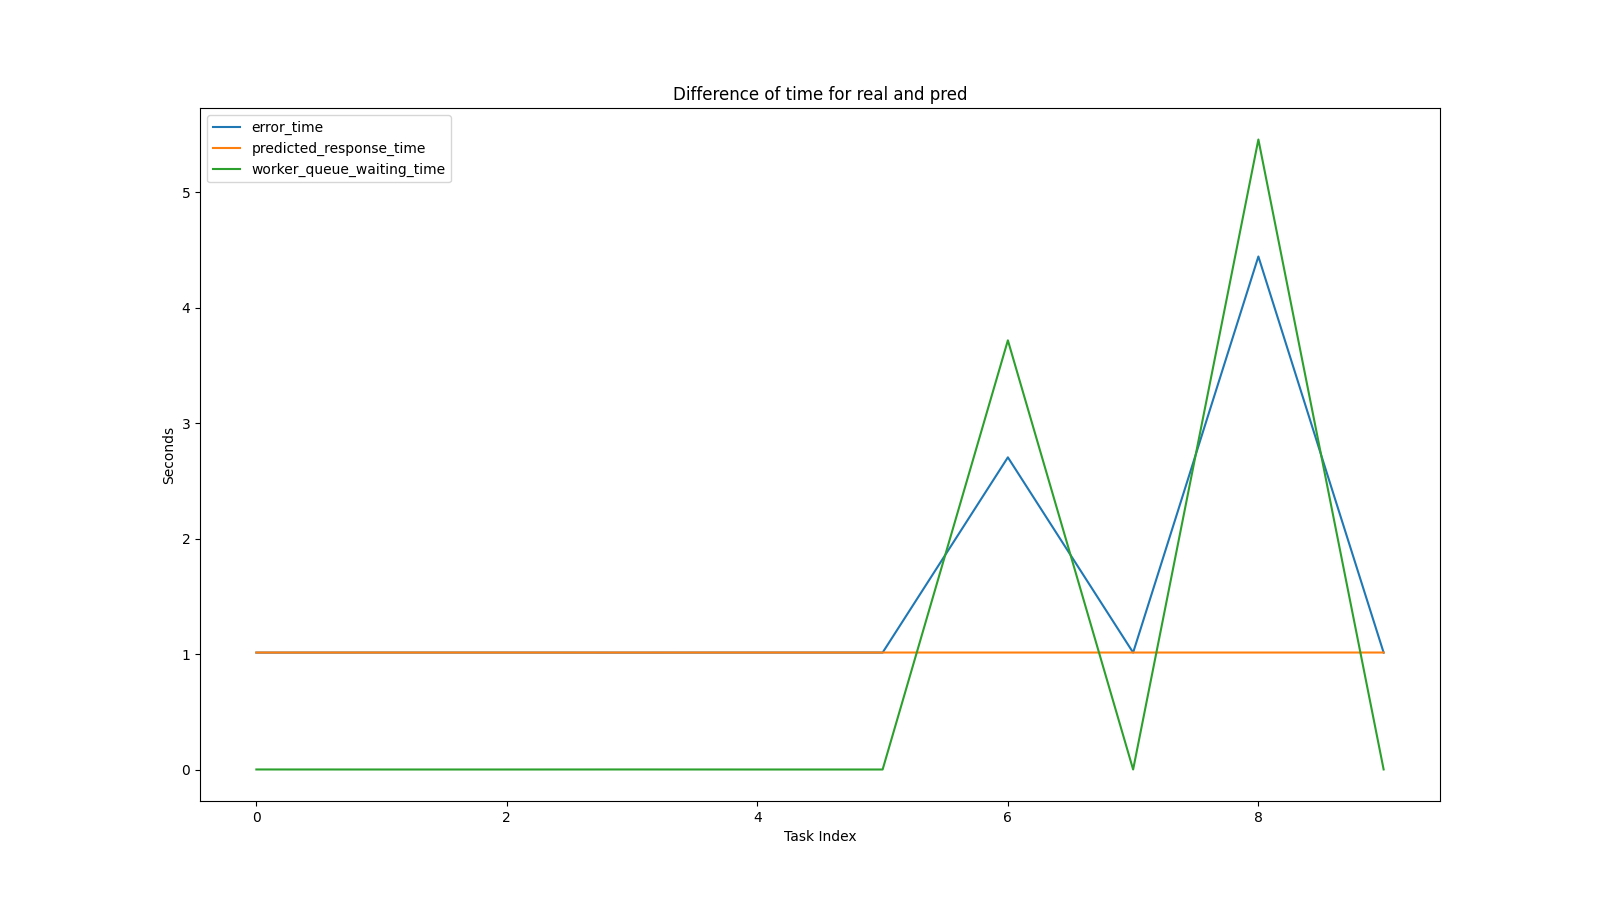 Difference of time for real and pred
error_time
predicted_response_time
worker_queue_waiting_time
5
4
3
2
1
0
Seconds
0 2 4 6 8
Task Index